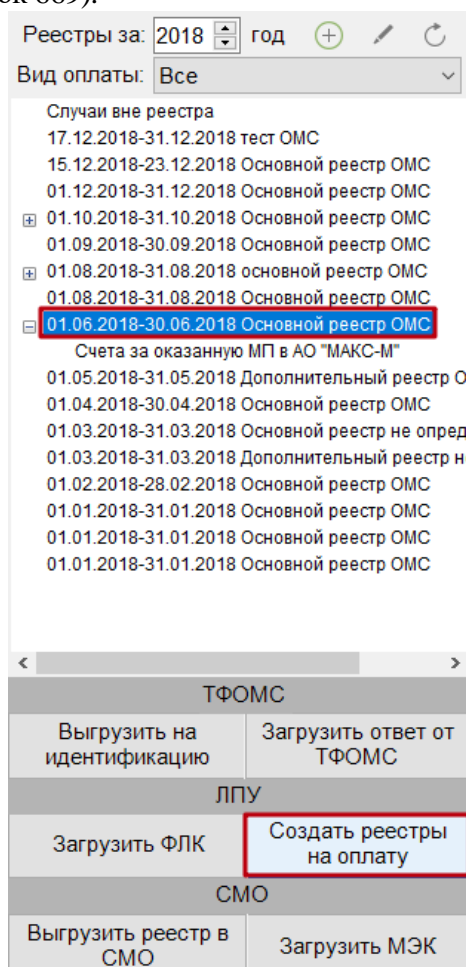 Реестры за: 2018 год
Вид оплаты: Все
Случаи вне реестра
17.12.2018-31.12.2018 тест ОМС
15.12.2018-23.12.2018 Основной реестр ОМС
01.12.2018-31.12.2018 Основной реестр ОМС
01.10.2018-31.10.2018 Основной реестр ОМС
01.09.2018-30.09.2018 Основной реестр ОМС
01.08.2018-31.08.2018 основной реестр ОМС
01.08.2018-31.08.2018 Основной реестр ОМС
01.06.2018-30.06.2018 Основной реестр ОМС
Счета за оказанную МП в АО "МАКС-М"
01.05.2018-31.05.2018 Дополнительный реестр О
01.04.2018-30.04.2018 Основной реестр ОМС
01.03.2018-31.03.2018 Основной реестр не опред
01.03.2018-31.03.2018 Дополнительный реестр н
01.02.2018-28.02.2018 Основной реестр ОМС
01.01.2018-31.01.2018 Основной реестр ОМС
01.01.2018-31.01.2018 Основной реестр ОМС
01.01.2018-31.01.2018 Основной реестр ОМС
ТФОМС
Выгрузить на
идентификацию
Загрузить ответ от
ТФОМС
ЛПУ
Загрузить ФЛК
Создать реестры
на оплату
СМО
Выгрузить реестр в
СМО
Загрузить МЭК